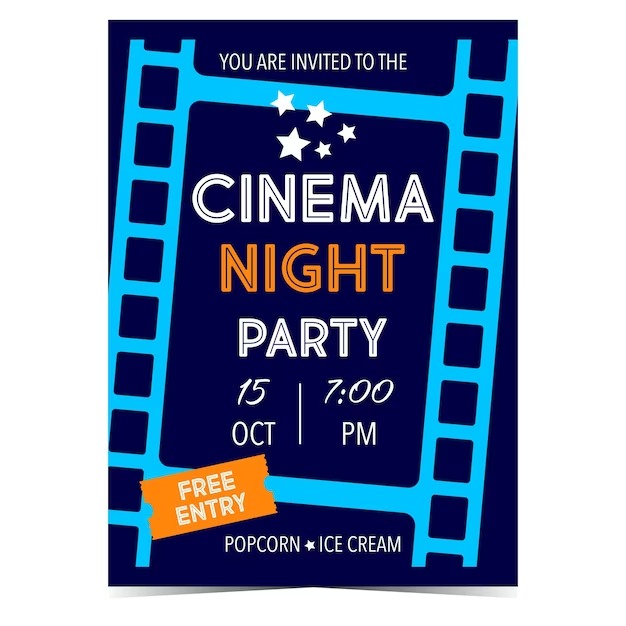 YOU ARE INVITED TO THE
CINEMA
NIGHT
PARTY
15 | 7:00
OCT | PM
FREE
ENTRY
POPCORN ★ ICE CREAM